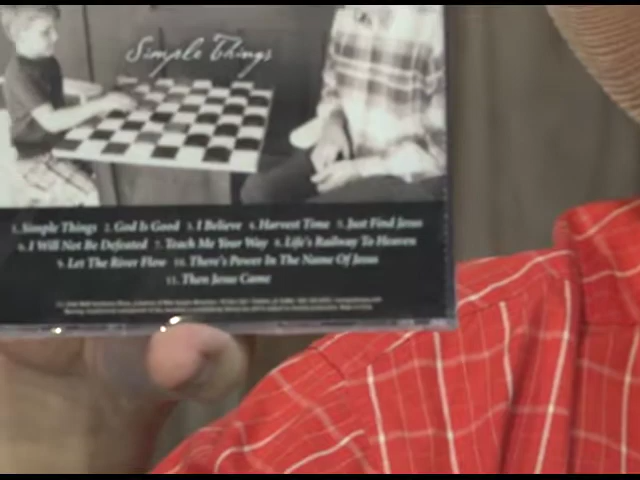 Simple Things
1. Simple Things 2. God Is Good 3. I Believe 4. Harvest Time 5. Just Find Jesus
6. I Will Not Be Defeated 7. Teach Me Your Way 8. Life's Railway To Heaven
9. Let The River Flow 10. There's Power In The Name Of Jesus
11. Then Jesus Came